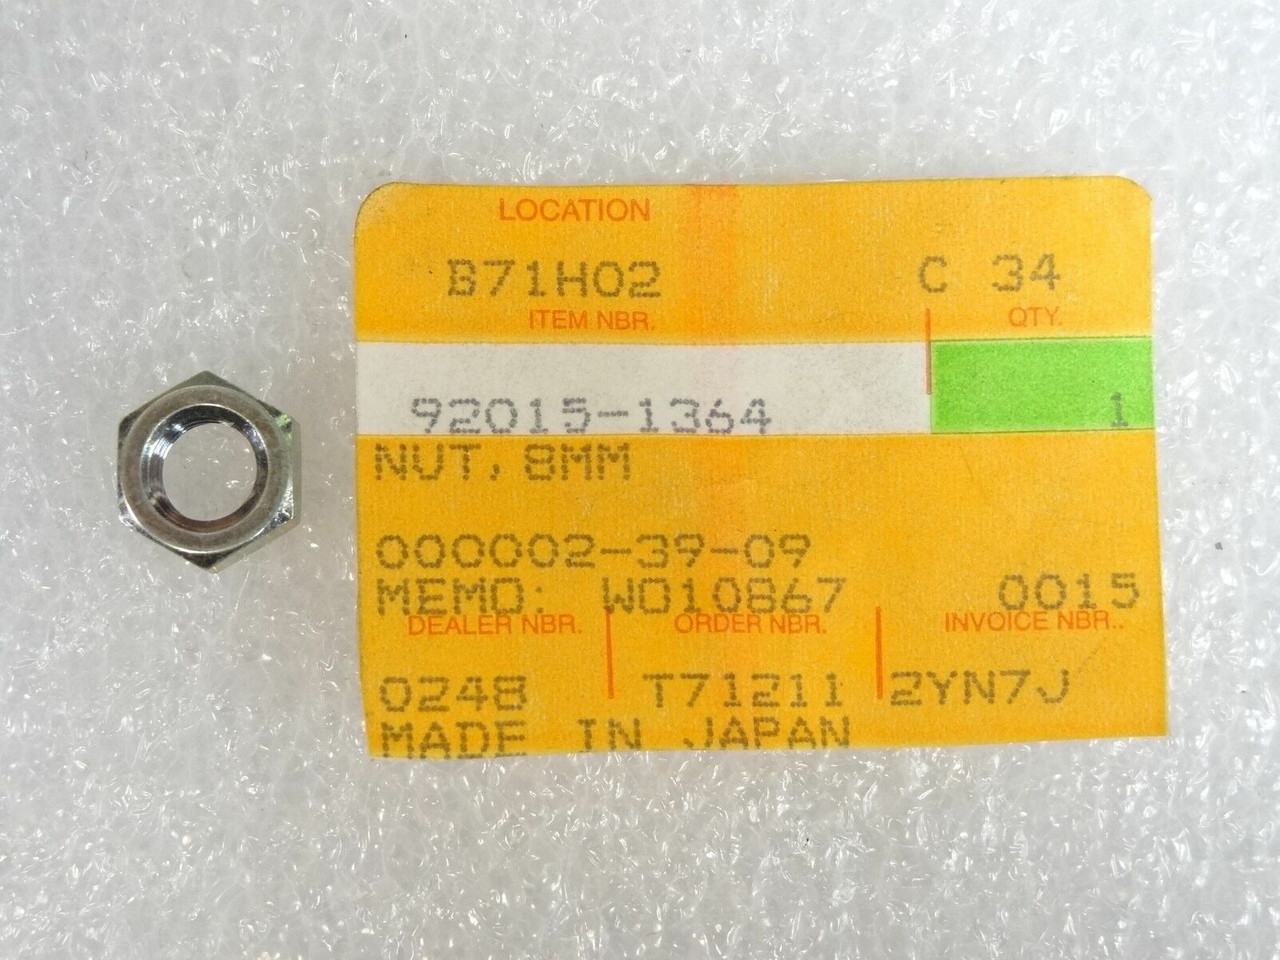 LOCATION
B71H02 C 34
ITEM NBR. QTY.
92015-1364 1
NUT, 8MM
000002-39-09
MEMO: WO10867 0015
DEALER NBR. ORDER NBR. INVOICE NBR..
0248 T71211 2YN7J
MADE IN JAPAN